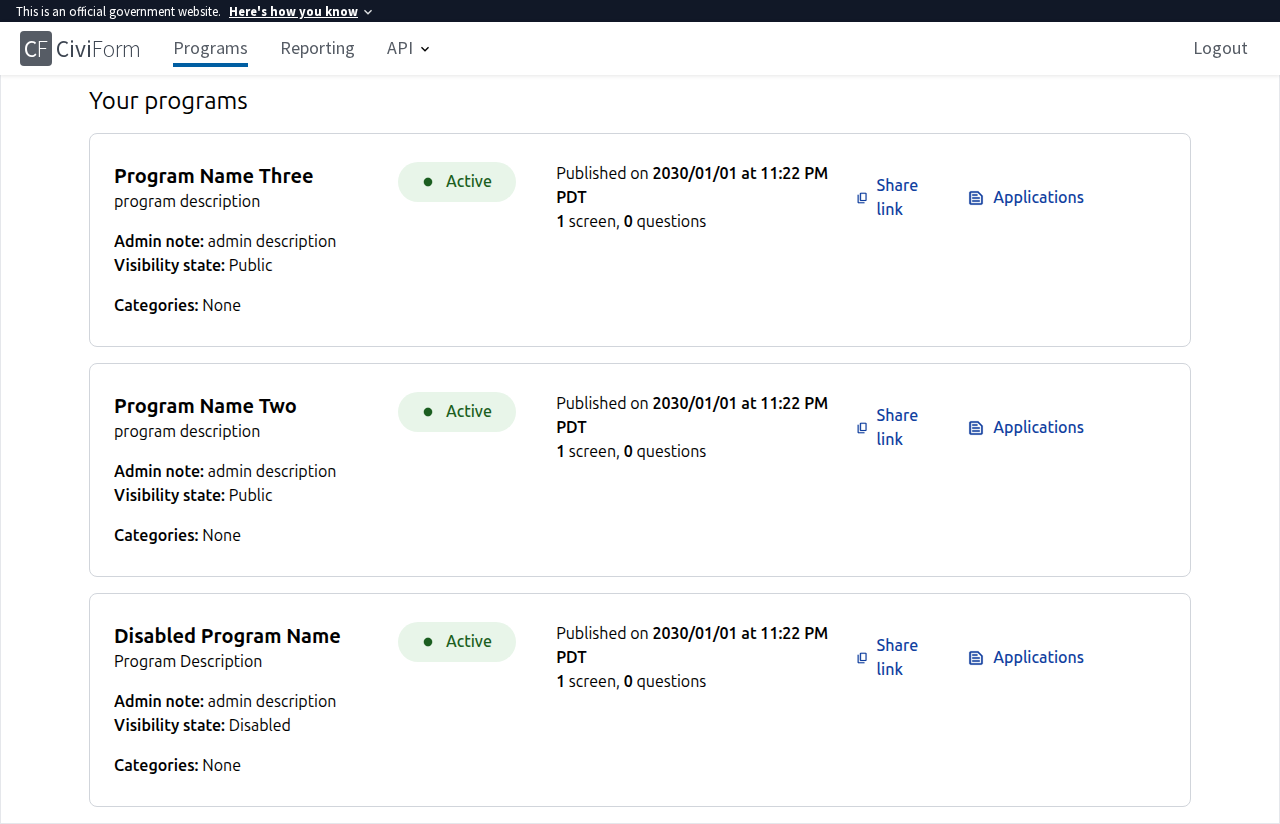 This is an official government website. Here's how you know
CF CiviForm Programs Reporting API Logout
Your programs
Program Name Three
program description
Admin note: admin description
Visibility state: Public
Categories: None
Active
Published on 2030/01/01 at 11:22 PM
PDT
1 screen, 0 questions
Share
link
Applications
Program Name Two
program description
Admin note: admin description
Visibility state: Public
Categories: None
Active
Published on 2030/01/01 at 11:22 PM
PDT
1 screen, 0 questions
Share
link
Applications
Disabled Program Name
Program Description
Admin note: admin description
Visibility state: Disabled
Categories: None
Active
Published on 2030/01/01 at 11:22 PM
PDT
1 screen, 0 questions
Share
link
Applications